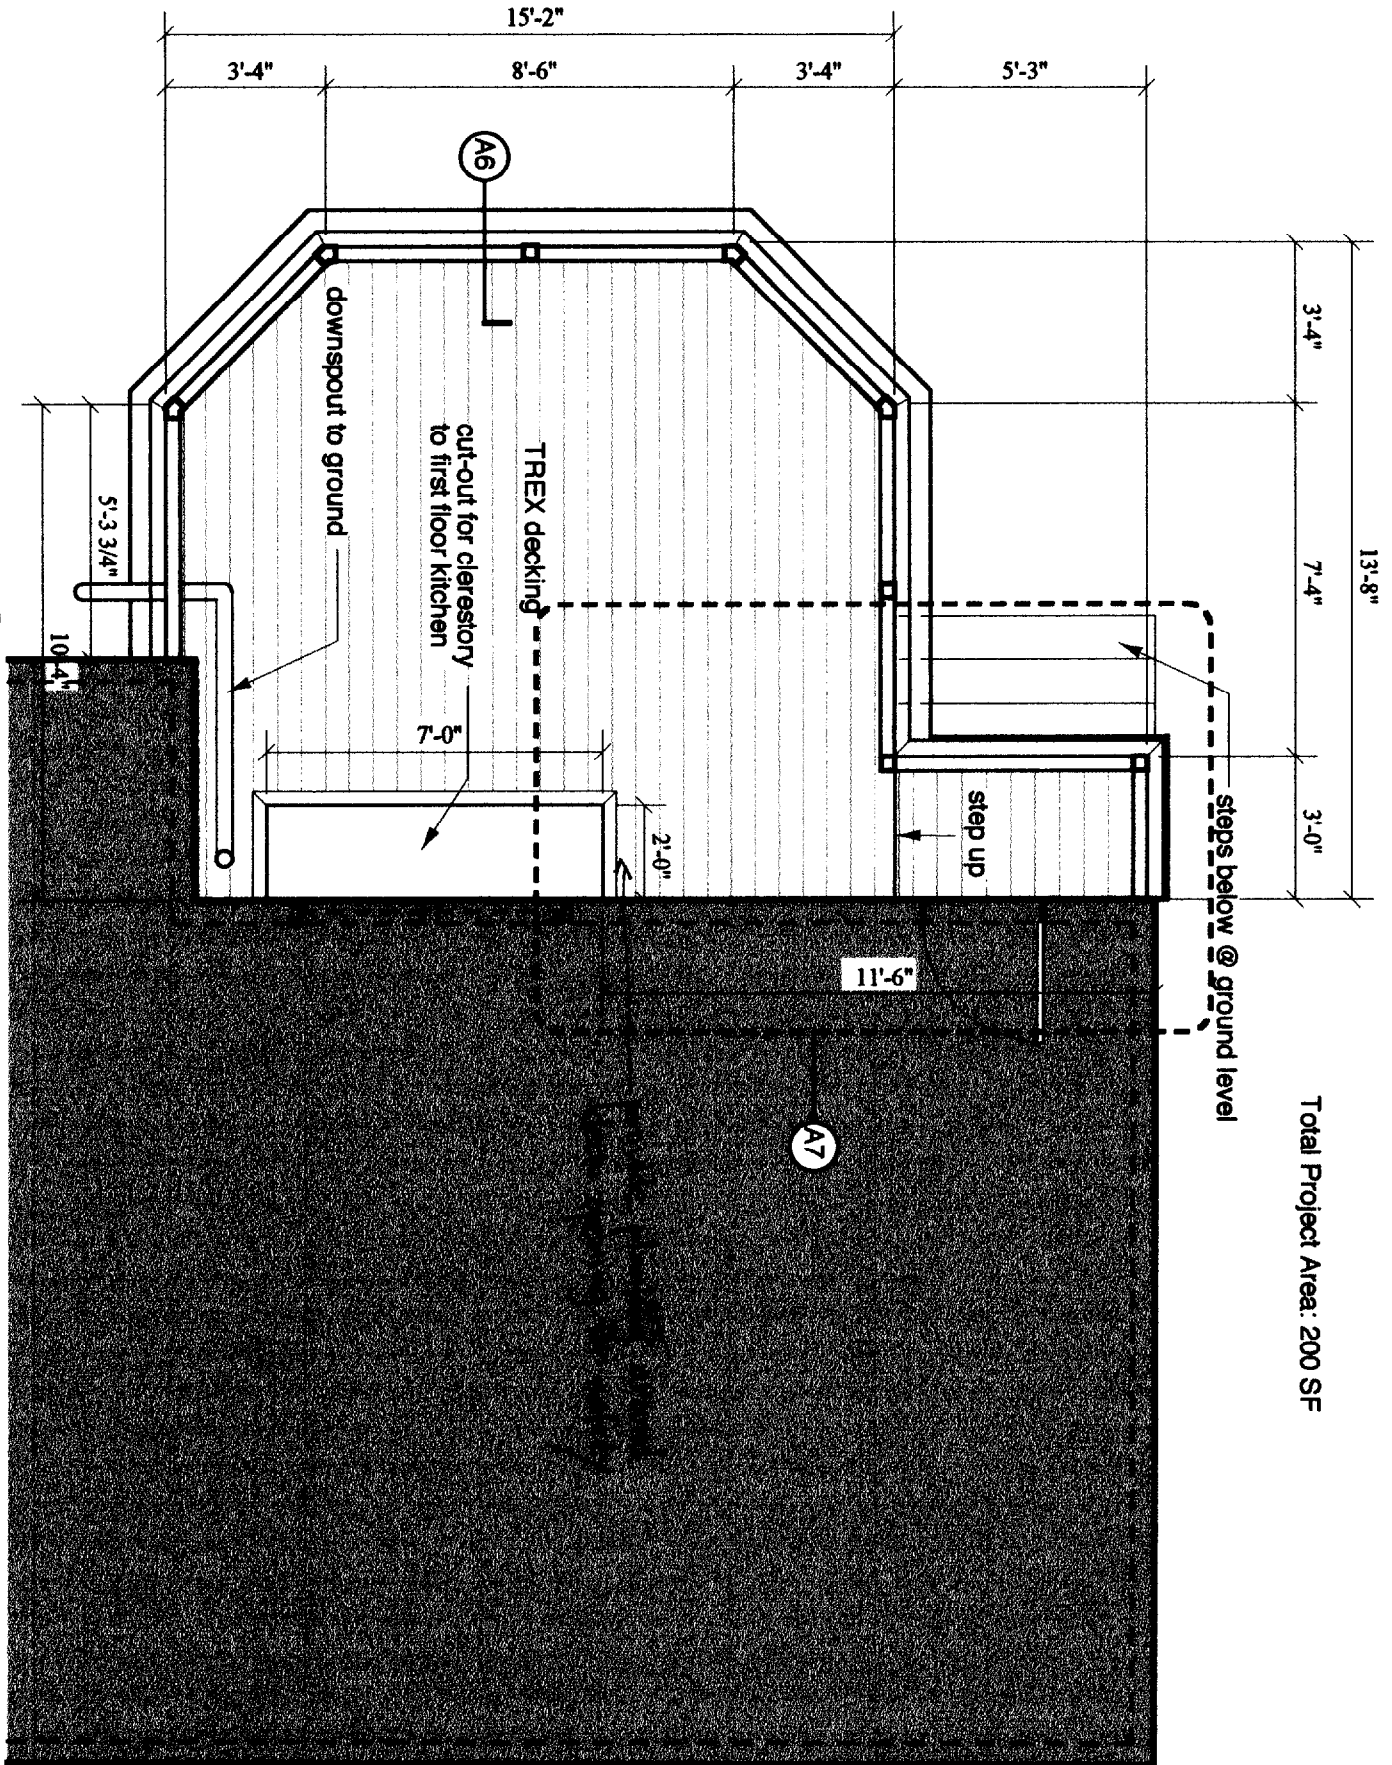 15'-2"
3'-4"
8'-6"
3'-4"
5'-3"
A6
3'-4"
13'-8"
7'-4"
3'-0"
downspout to ground
5'-3 3/4"
10'-4"
cut-out for clerestory
to first floor kitchen
TREX decking
7'-0"
2'-0"
step up
steps below @ ground level
11'-6"
A7
Total Project Area: 200 SF